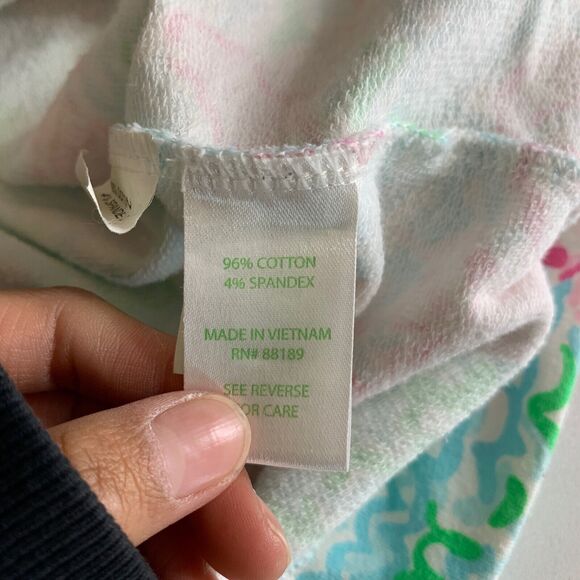 96% COTTON
4% SPANDEX
MADE IN VIETNAM
RN# 88189
SEE REVERSE
FOR CARE